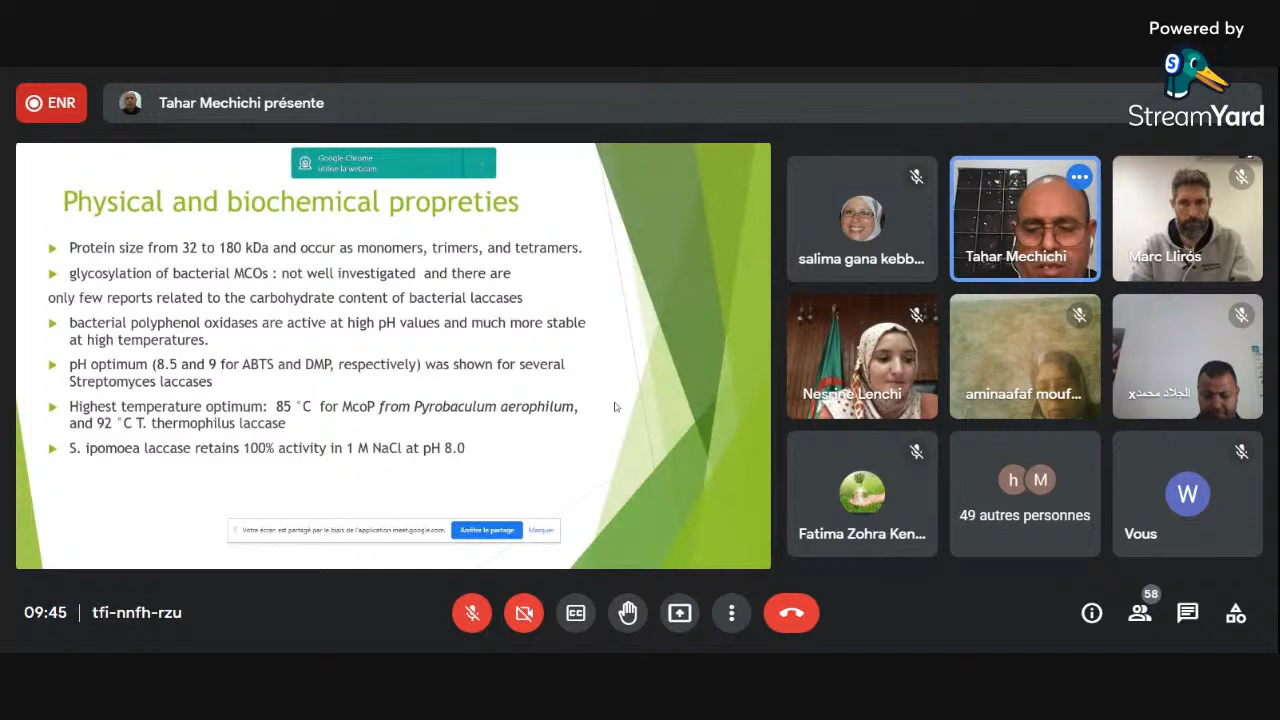 Powered by
StreamYard
ENR
Tahar Mechichi présente
Google Chrome
utilise la webcam
Physical and biochemical propreties
Protein size from 32 to 180 kDa and occur as monomers, trimers, and tetramers.
glycosylation of bacterial MCOs : not well investigated and there are
only few reports related to the carbohydrate content of bacterial laccases
bacterial polyphenol oxidases are active at high pH values and much more stable
at high temperatures.
pH optimum (8.5 and 9 for ABTS and DMP, respectively) was shown for several
Streptomyces laccases
Highest temperature optimum: 85 °C for McoP from Pyrobaculum aerophilum,
and 92 °C T. thermophilus laccase
S. ipomoea laccase retains 100% activity in 1 M NaCl at pH 8.0
Votre écran est partagé par le biais de l'application meet.google.com.
Arrêter le partage
Masquer
salima gana kebb...
Tahar Mechichi
Marc Llirós
Nesrine Lenchi
aminaafaf mouf...
الجلاد محمدx
Fatima Zohra Ken...
h M
49 autres personnes
W
Vous
09:45 | tfi-nnfh-rzu
CC
58